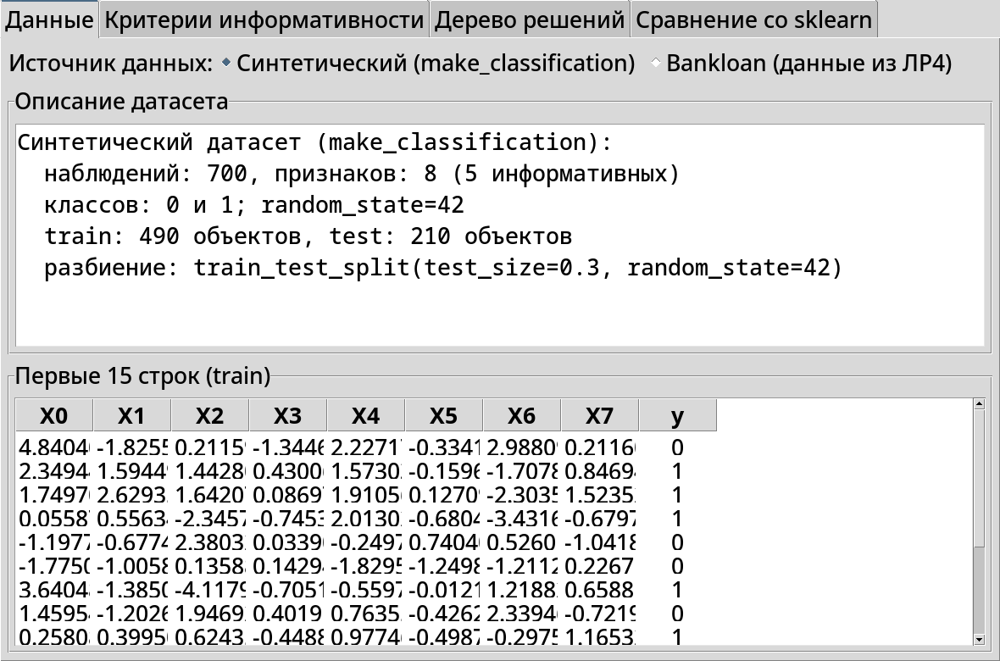 Данные Критерии информативности Дерево решений Сравнение со sklearn
Источник данных: Синтетический (make_classification) Bankloan (данные из ЛР4)
Описание датасета
Синтетический датасет (make_classification):
наблюдений: 700, признаков: 8 (5 информативных)
классов: 0 и 1; random_state=42
train: 490 объектов, test: 210 объектов
разбиение: train_test_split(test_size=0.3, random_state=42)
Первые 15 строк (train)
X0 X1 X2 X3 X4 X5 X6 X7 y
4.8404 -1.8255 0.2115 -1.3446 2.2271 -0.3341 2.9880 0.2116 0
2.3494 1.5944 1.4428 0.4300 1.5730 -0.1596 -1.7078 0.8469 1
1.7497 2.6293 1.6420 0.0869 1.9105 0.1270 -2.3035 1.5235 1
0.0558 0.5563 -2.3457 -0.7453 2.0130 -0.6804 -3.4316 -0.6797 1
-1.1977 -0.6774 2.3803 0.0339 -0.2497 0.7404 0.5260 -1.0418 0
-1.7750 -1.0058 0.1358 0.1429 -1.8295 -1.2498 -1.2112 0.2267 0
3.6404 -1.3850 -4.1179 -0.7051 -0.5597 -0.0121 1.2188 0.6588 1
1.4595 -1.2026 1.9469 0.4019 0.7635 -0.4262 2.3394 -0.7219 0
0.2580 0.3995 0.6243 -0.4488 0.9774 -0.4987 -0.2975 1.1653 1